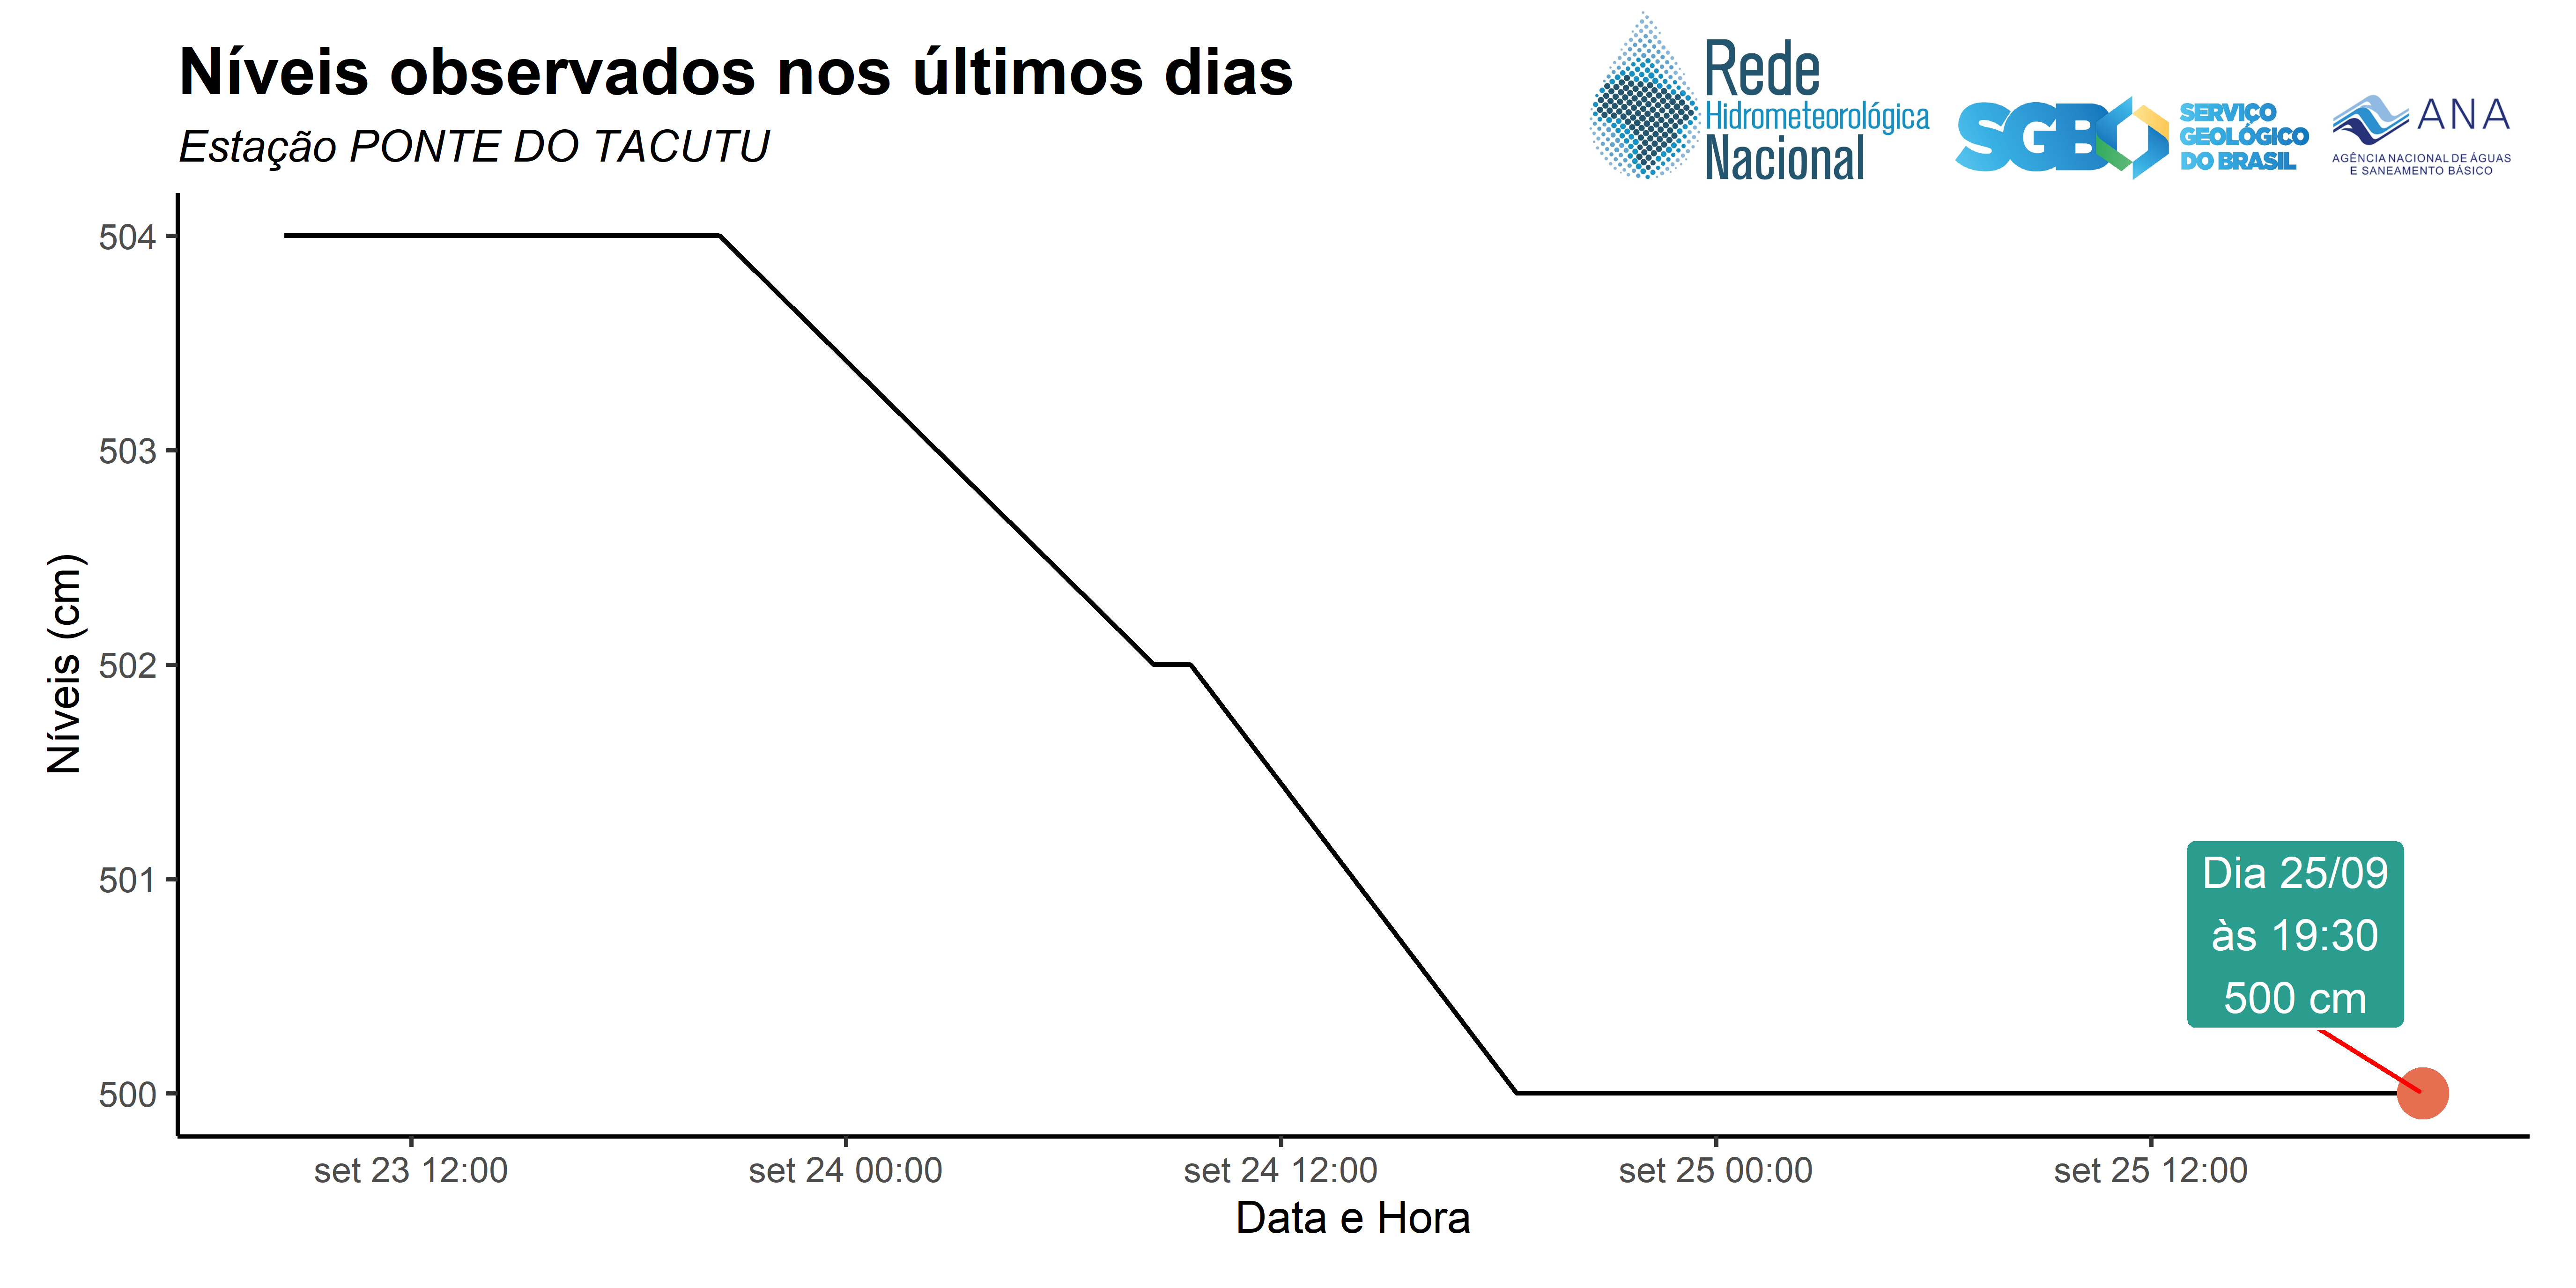 Níveis observados nos últimos dias
Estação PONTE DO TACUTU
Rede
Hidrometeorológica
Nacional
SGB
SERVIÇO
GEOLÓGICO
DO BRASIL
ANA
AGÊNCIA NACIONAL DE ÁGUAS
E SANEAMENTO BÁSICO
Níveis (cm)
504
503
502
501
500
Dia 25/09
às 19:30
500 cm
set 23 12:00
set 24 00:00
set 24 12:00
set 25 00:00
set 25 12:00
Data e Hora